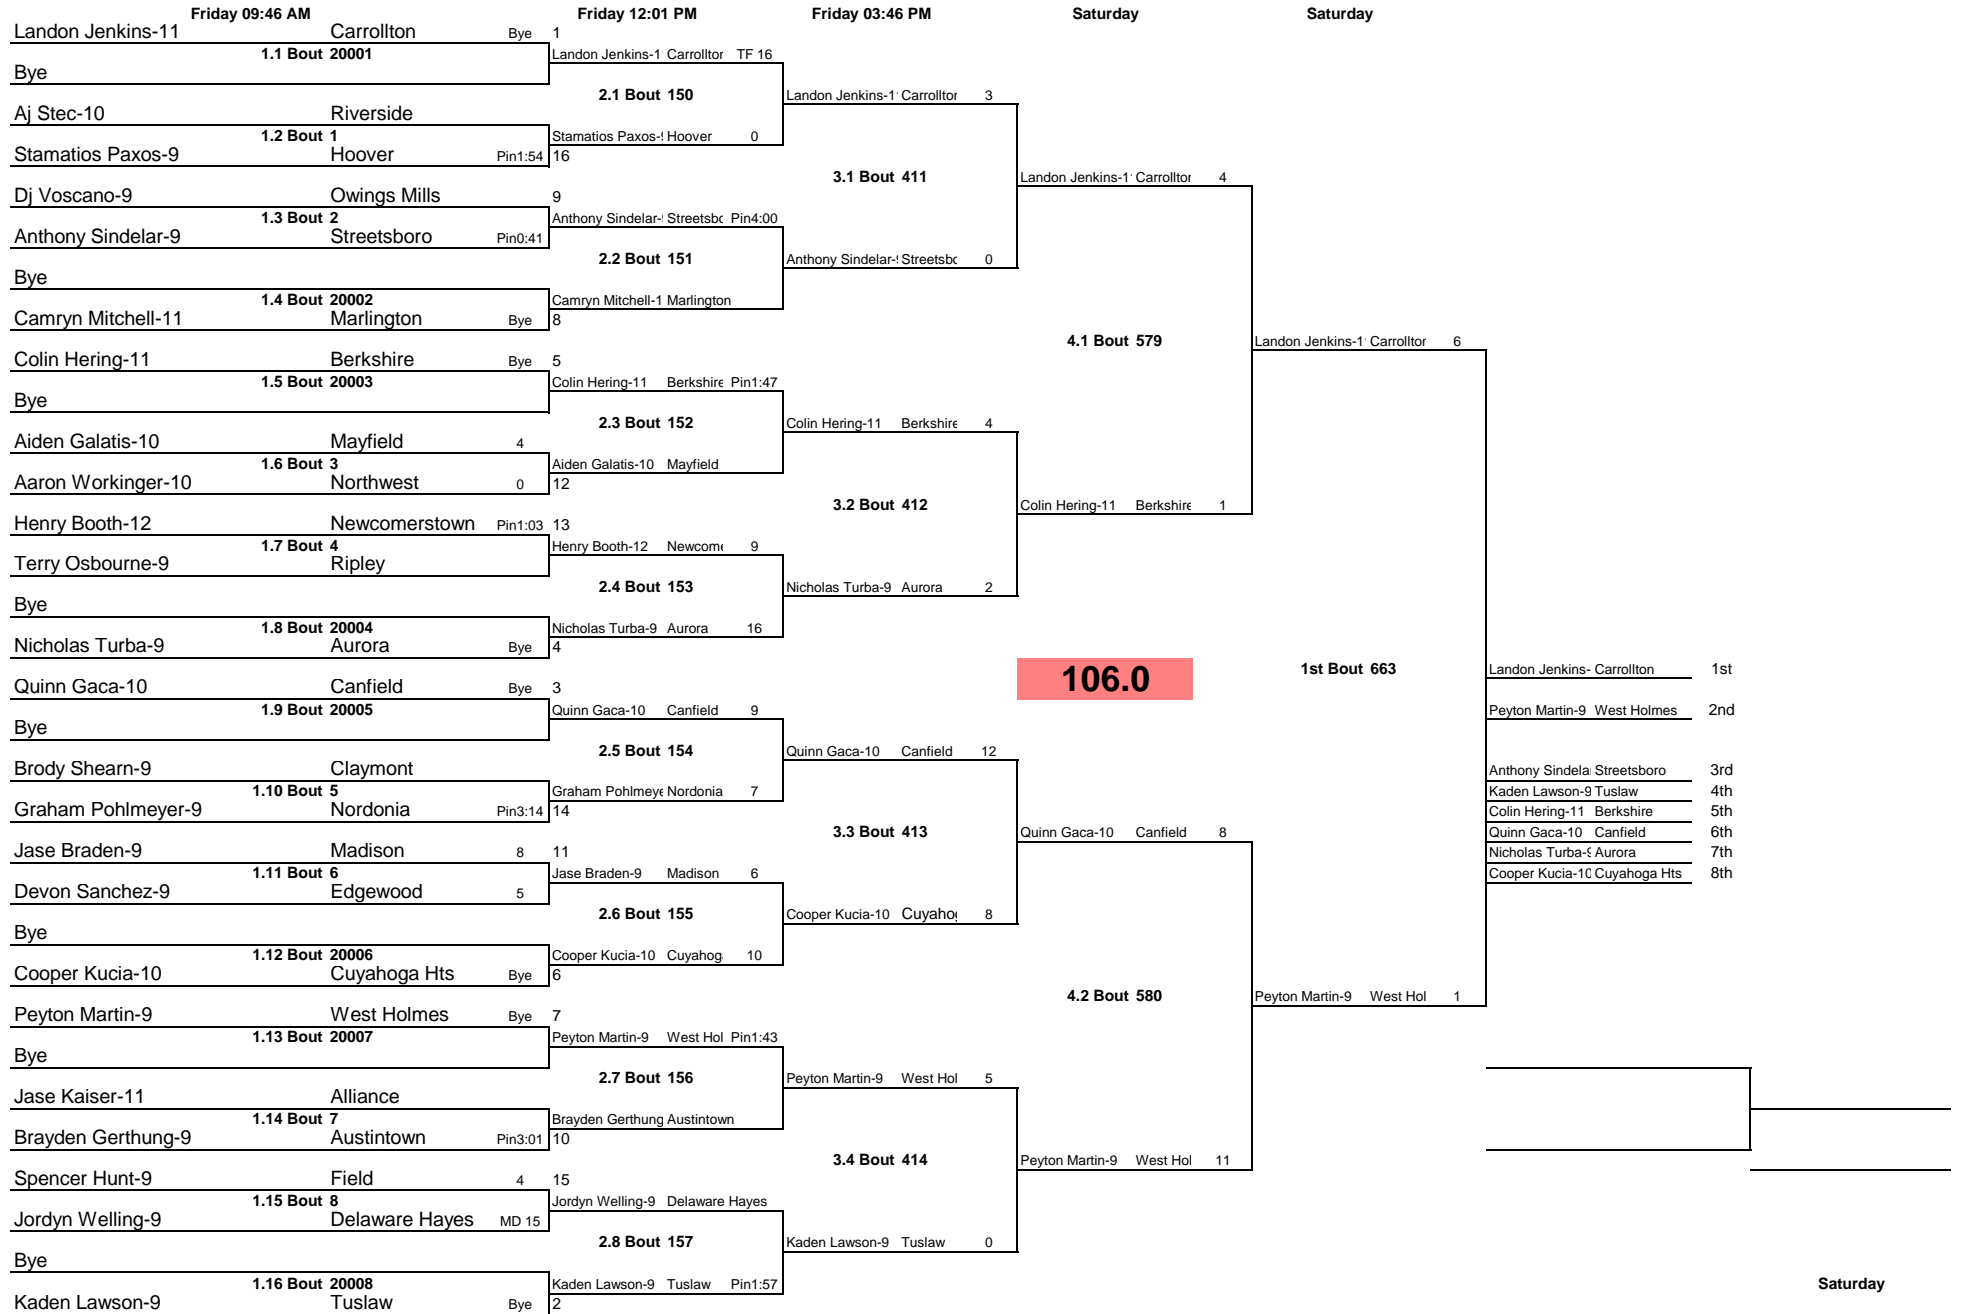 Friday 09:46 AM Friday 12:01 PM Friday 03:46 PM Saturday Saturday
Landon Jenkins-11 Carrollton Bye 1
1.1 Bout 20001 Landon Jenkins-1 Carrollton TF 16
Bye
2.1 Bout 150 Landon Jenkins-1 Carrollton 3
Aj Stec-10 Riverside
1.2 Bout 1 Stamatios Paxos-9 Hoover 0
Stamatios Paxos-9 Hoover Pin1:54 16
3.1 Bout 411 Landon Jenkins-1 Carrollton 4
Dj Voscano-9 Owings Mills 9
1.3 Bout 2 Anthony Sindelar- Streetsbc Pin4:00
Anthony Sindelar-9 Streetsboro Pin0:41
2.2 Bout 151 Anthony Sindelar- Streetsbc 0
Bye
1.4 Bout 20002 Camryn Mitchell-1 Marlington
Camryn Mitchell-11 Marlington Bye 8
4.1 Bout 579 Landon Jenkins-1 Carrollton 6
Colin Hering-11 Berkshire Bye 5
1.5 Bout 20003 Colin Hering-11 Berkshire Pin1:47
Bye
2.3 Bout 152 Colin Hering-11 Berkshire 4
Aiden Galatis-10 Mayfield 4
1.6 Bout 3 Aiden Galatis-10 Mayfield
Aaron Workinger-10 Northwest 0 12
3.2 Bout 412 Colin Hering-11 Berkshire 1
Henry Booth-12 Newcomerstown Pin1:03 13
1.7 Bout 4 Henry Booth-12 Newcome 9
Terry Osbourne-9 Ripley
2.4 Bout 153 Nicholas Turba-9 Aurora 2
Bye
1.8 Bout 20004 Nicholas Turba-9 Aurora 16
Nicholas Turba-9 Aurora Bye 4
106.0 1st Bout 663 Landon Jenkins- Carrollton 1st
Quinn Gaca-10 Canfield Bye 3
1.9 Bout 20005 Quinn Gaca-10 Canfield 9 Peyton Martin-9 West Holmes 2nd
Bye
2.5 Bout 154 Quinn Gaca-10 Canfield 12
Brody Shearn-9 Claymont Anthony Sindela Streetsboro 3rd
1.10 Bout 5 Graham Pohlmeye Nordonia 7 Kaden Lawson-9 Tuslaw 4th
Graham Pohlmeyer-9 Nordonia Pin3:14 14 Colin Hering-11 Berkshire 5th
3.3 Bout 413 Quinn Gaca-10 Canfield 8 Quinn Gaca-10 Canfield 6th
Jase Braden-9 Madison 8 11 Nicholas Turba-9 Aurora 7th
1.11 Bout 6 Jase Braden-9 Madison 6 Cooper Kucia-10 Cuyahoga Hts 8th
Devon Sanchez-9 Edgewood 5
2.6 Bout 155 Cooper Kucia-10 Cuyahog 8
Bye
1.12 Bout 20006 Cooper Kucia-10 Cuyahog 10
Cooper Kucia-10 Cuyahoga Hts Bye 6
4.2 Bout 580 Peyton Martin-9 West Hol 1
Peyton Martin-9 West Holmes Bye 7
1.13 Bout 20007 Peyton Martin-9 West Hol Pin1:43
Bye
2.7 Bout 156 Peyton Martin-9 West Hol 5
Jase Kaiser-11 Alliance
1.14 Bout 7 Brayden Gerthung Austintown
Brayden Gerthung-9 Austintown Pin3:01 10
3.4 Bout 414 Peyton Martin-9 West Hol 11
Spencer Hunt-9 Field 4 15
1.15 Bout 8 Jordyn Welling-9 Delaware Hayes
Jordyn Welling-9 Delaware Hayes MD 15
2.8 Bout 157 Kaden Lawson-9 Tuslaw 0
Bye
1.16 Bout 20008 Kaden Lawson-9 Tuslaw Pin1:57 Saturday
Kaden Lawson-9 Tuslaw Bye 2